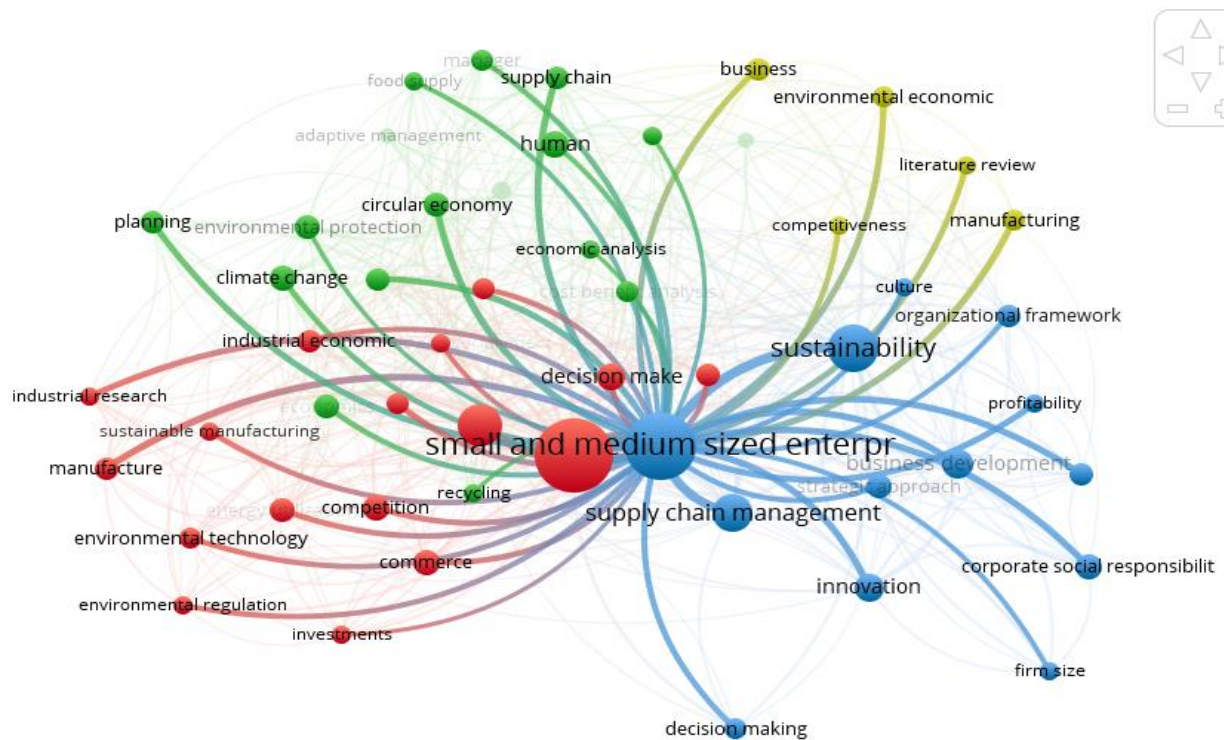 manager
business
food supply
supply chain
environmental economic
adaptive management
human
literature review
circular economy
planning
environmental protection
competitiveness
manufacturing
economic analysis
climate change
cost benefit analysis
culture
organizational framework
industrial economic
sustainability
decision make
industrial research
profitability
sustainable manufacturing
small and medium sized enterpr
manufacture
business development
strategic approach
recycling
competition
supply chain management
environmental technology
commerce
corporate social responsibilit
innovation
environmental regulation
investments
firm size
decision making